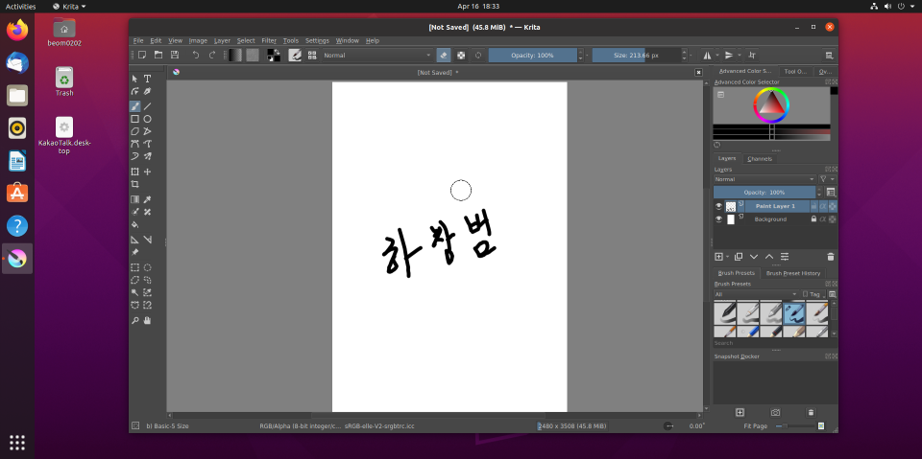 Activities Krita ▾ Apr 16 18:33
[Not Saved] (45.8 MiB) * — Krita
File Edit View Image Layer Select Filter Tools Settings Window Help
Normal Opacity: 100% Size: 213.66 px
[Not Saved] *
beom0202
Trash
KakaoTalk.desk-
top
하창범
Advanced Color S... Tool O... Ov...
Advanced Color Selector
Layers Channels
Layers
Normal
Opacity: 100%
Paint Layer 1
Background
Brush Presets Brush Preset History
Brush Presets
All Tag
Search
Snapshot Docker
b) Basic-5 Size RGB/Alpha (8-bit integer/c... sRGB-elle-V2-srgbtrc.icc 2480 x 3508 (45.8 MiB) 0.00° Fit Page